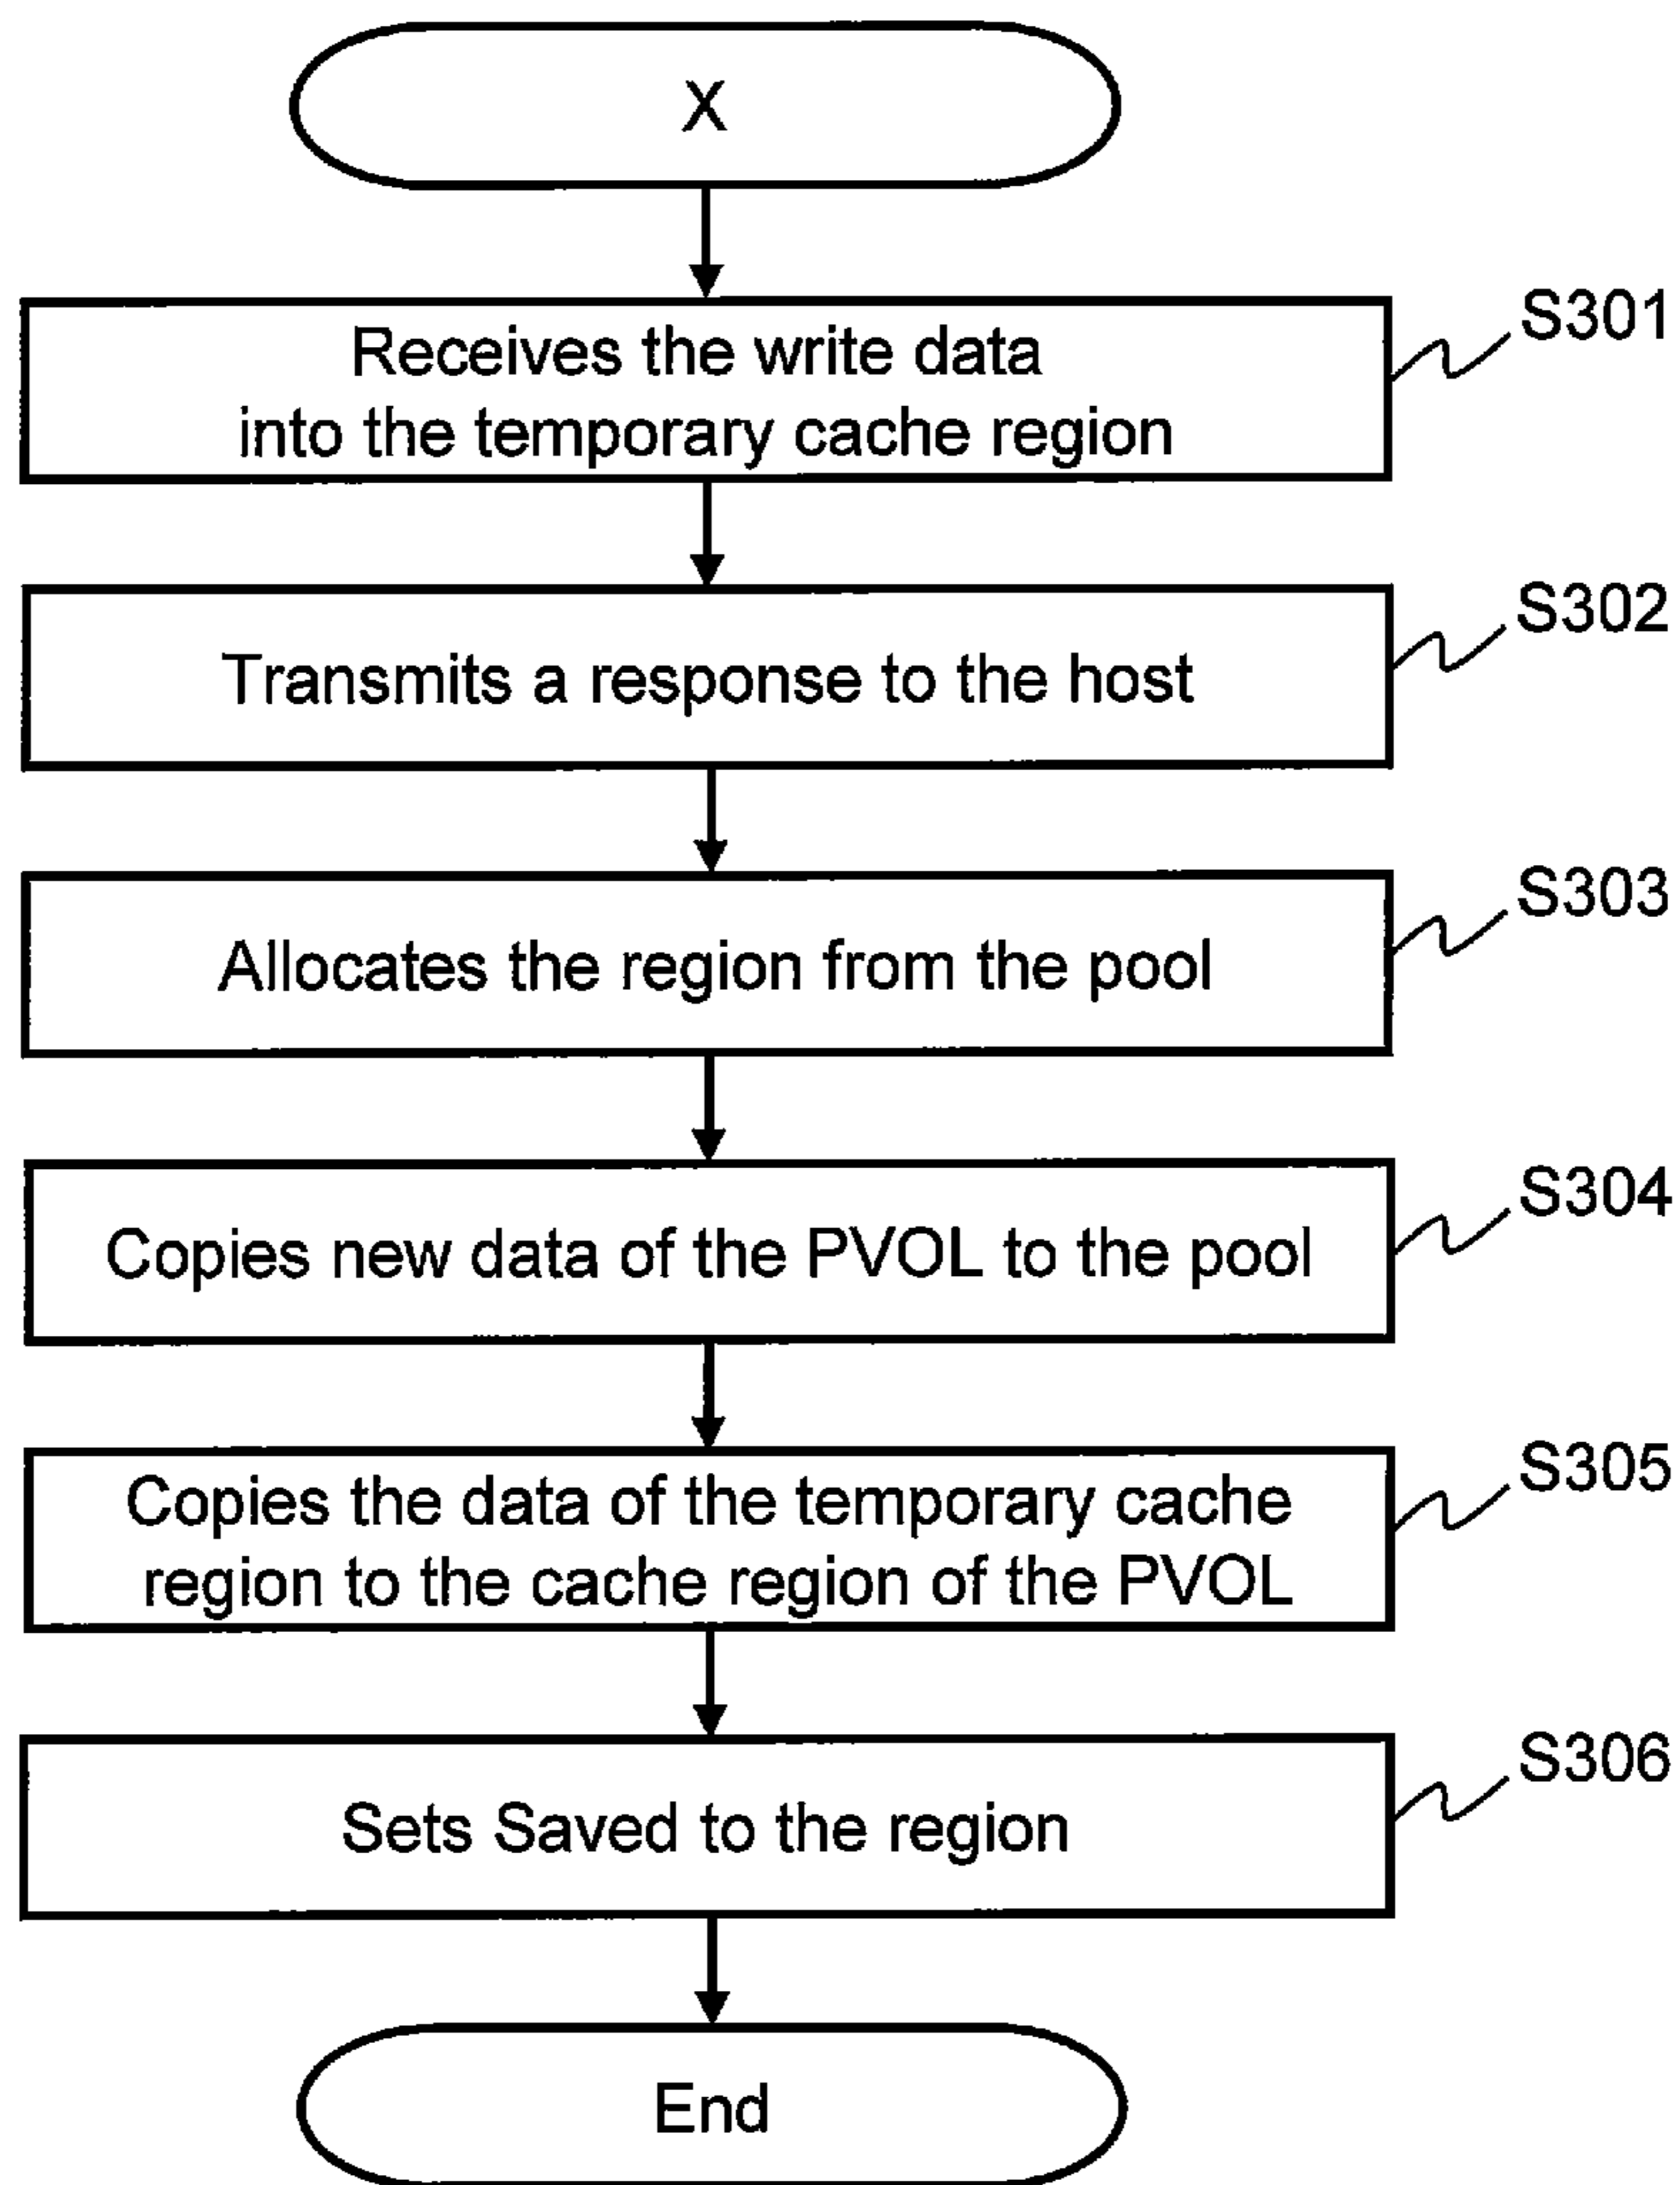 X
Receives the write data
into the temporary cache region
S301
Transmits a response to the host
S302
Allocates the region from the pool
S303
Copies new data of the PVOL to the pool
S304
Copies the data of the temporary cache
region to the cache region of the PVOL
S305
Sets Saved to the region
S306
End